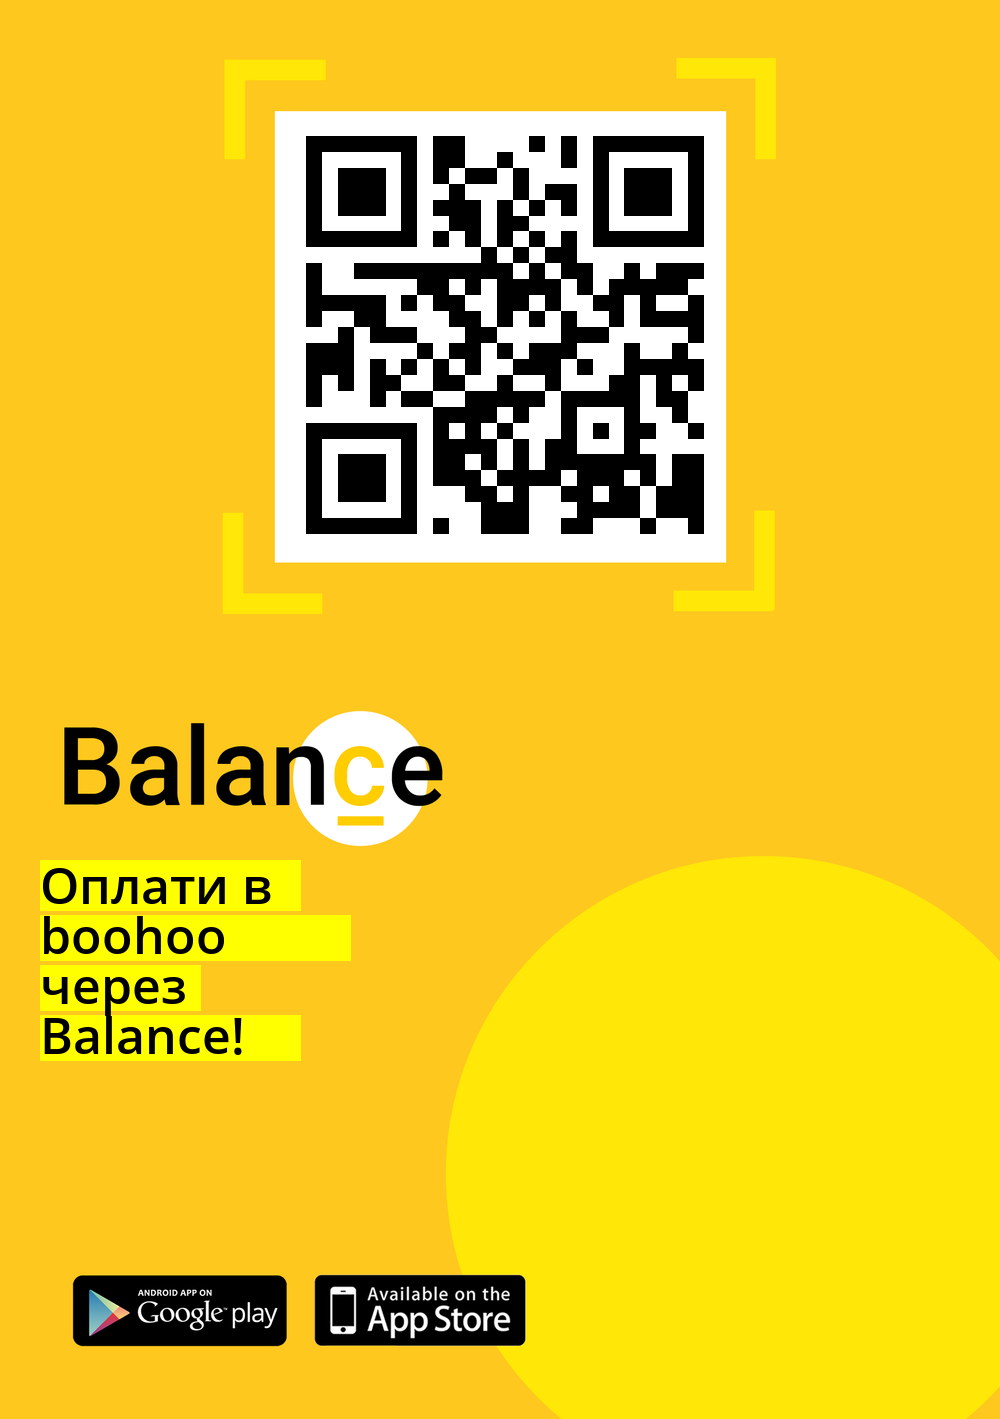 Balance
Оплати в
boohoo
через
Balance!
ANDROID APP ON
Google play
Available on the
App Store